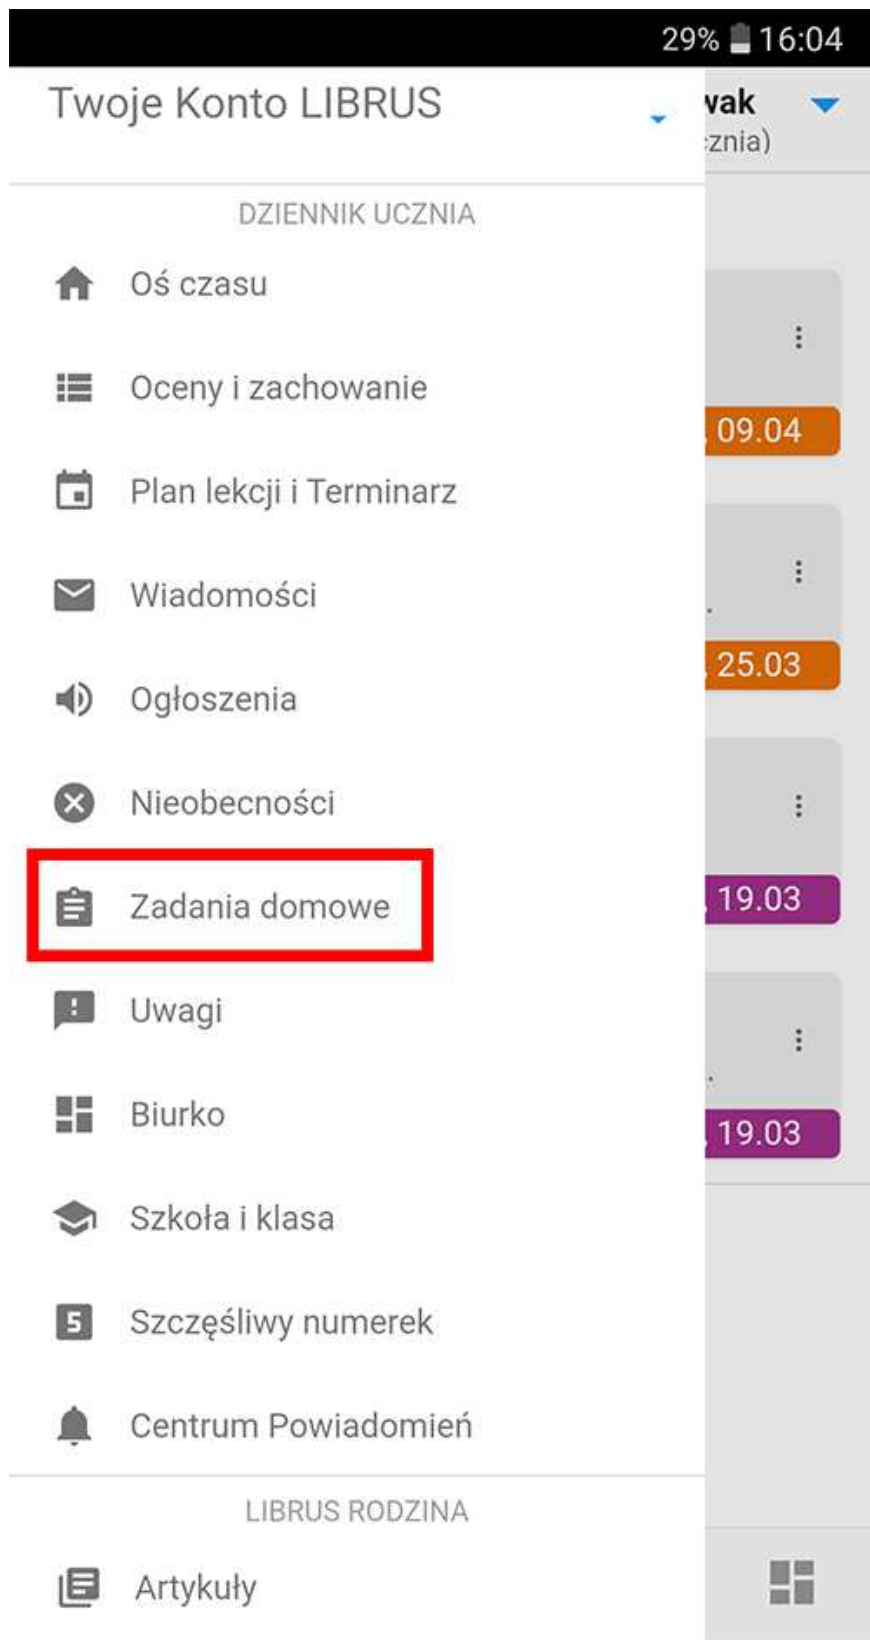 29% 16:04
Twoje Konto LIBRUS
DZIENNIK UCZNIA
Oś czasu
Oceny i zachowanie
, 09.04
Plan lekcji i Terminarz
Wiadomości
, 25.03
Ogłoszenia
Nieobecności
Zadania domowe
, 19.03
Uwagi
Biurko
, 19.03
Szkoła i klasa
5 Szczęśliwy numerek
Centrum Powiadomień
LIBRUS RODZINA
Artykuły